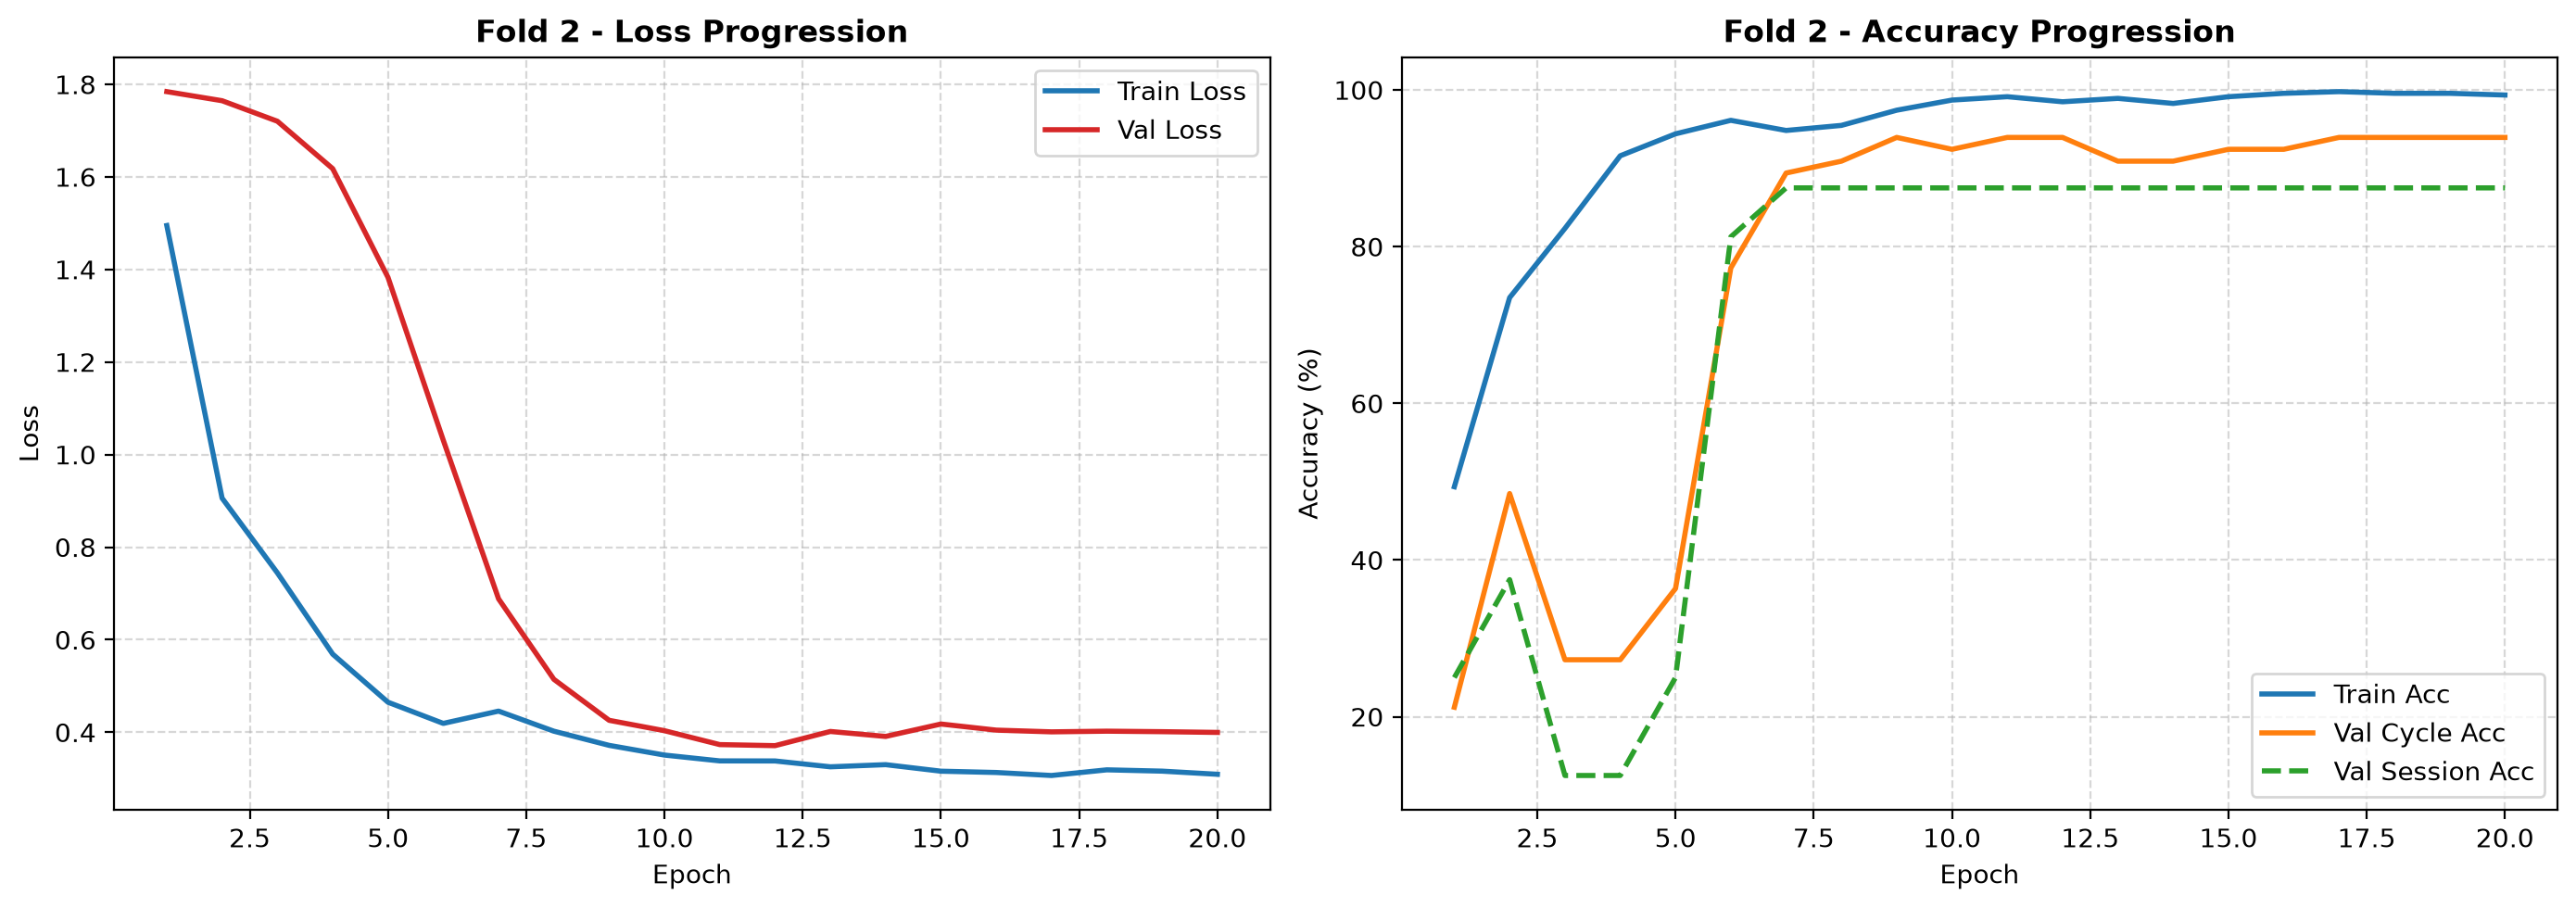 Fold 2 - Loss Progression
1.8
1.6
1.4
1.2
1.0
0.8
0.6
0.4
Loss
Train Loss
Val Loss
2.5 5.0 7.5 10.0 12.5 15.0 17.5 20.0
Epoch
Fold 2 - Accuracy Progression
100
80
60
40
20
Accuracy (%)
Train Acc
Val Cycle Acc
Val Session Acc
2.5 5.0 7.5 10.0 12.5 15.0 17.5 20.0
Epoch